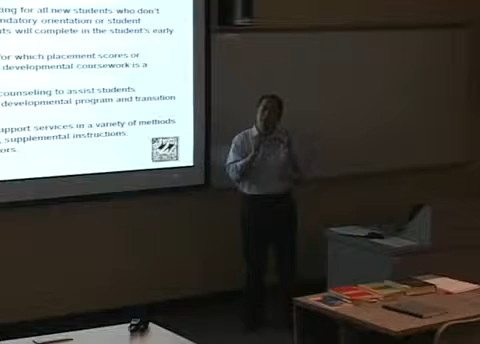 ing for all new students who don't
ndatory orientation or student
ts will complete in the student's early
for which placement scores or
developmental coursework is a
counseling to assist students
developmental program and transition
upport services in a variety of methods
, supplemental instructions,
ors.